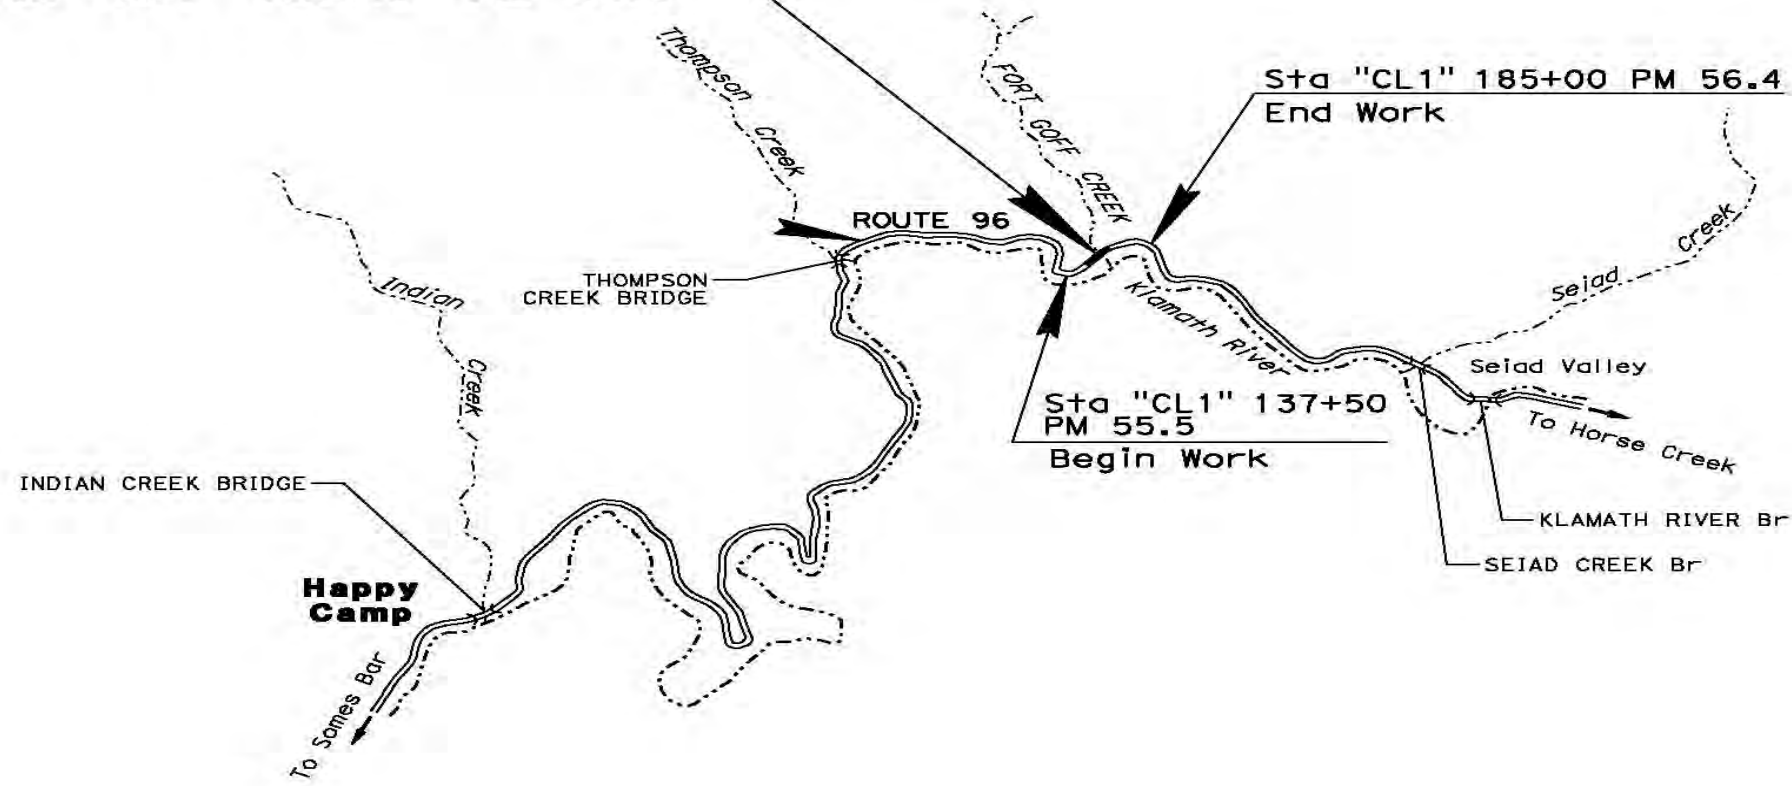 Thompson
Creek
FORT GOFF CREEK
Sta "CL1" 185+00 PM 56.4
End Work
ROUTE 96
THOMPSON
CREEK BRIDGE
Indian
Creek
Klamath River
Seiad
Creek
Seiad Valley
To Horse Creek
Sta "CL1" 137+50
PM 55.5
Begin Work
INDIAN CREEK BRIDGE
KLAMATH RIVER Br
SEIAD CREEK Br
Happy
Camp
To Somes Bar